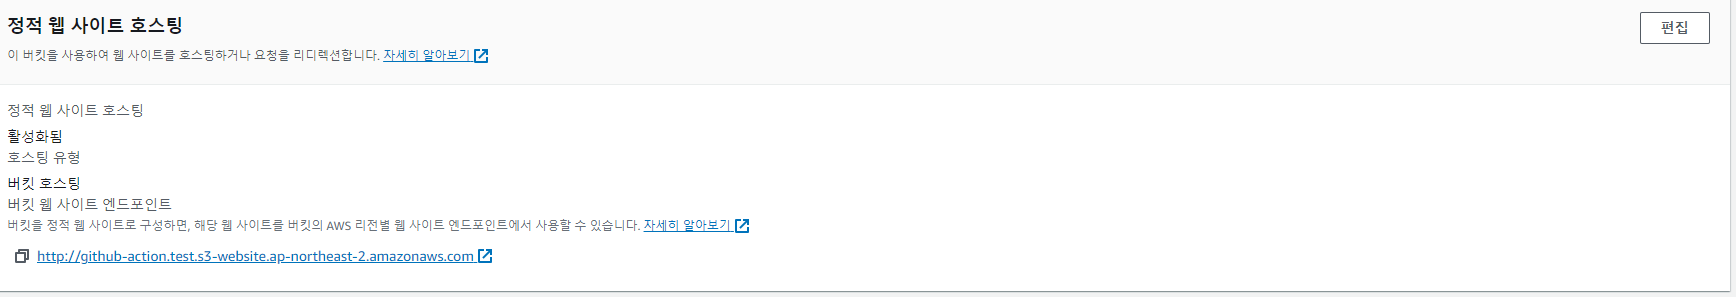 정적 웹 사이트 호스팅
편집
이 버킷을 사용하여 웹 사이트를 호스팅하거나 요청을 리디렉션합니다. 자세히 알아보기
정적 웹 사이트 호스팅
활성화됨
호스팅 유형
버킷 호스팅
버킷 웹 사이트 엔드포인트
버킷을 정적 웹 사이트로 구성하면, 해당 웹 사이트를 버킷의 AWS 리전별 웹 사이트 엔드포인트에서 사용할 수 있습니다. 자세히 알아보기
http://github-action.test.s3-website.ap-northeast-2.amazonaws.com